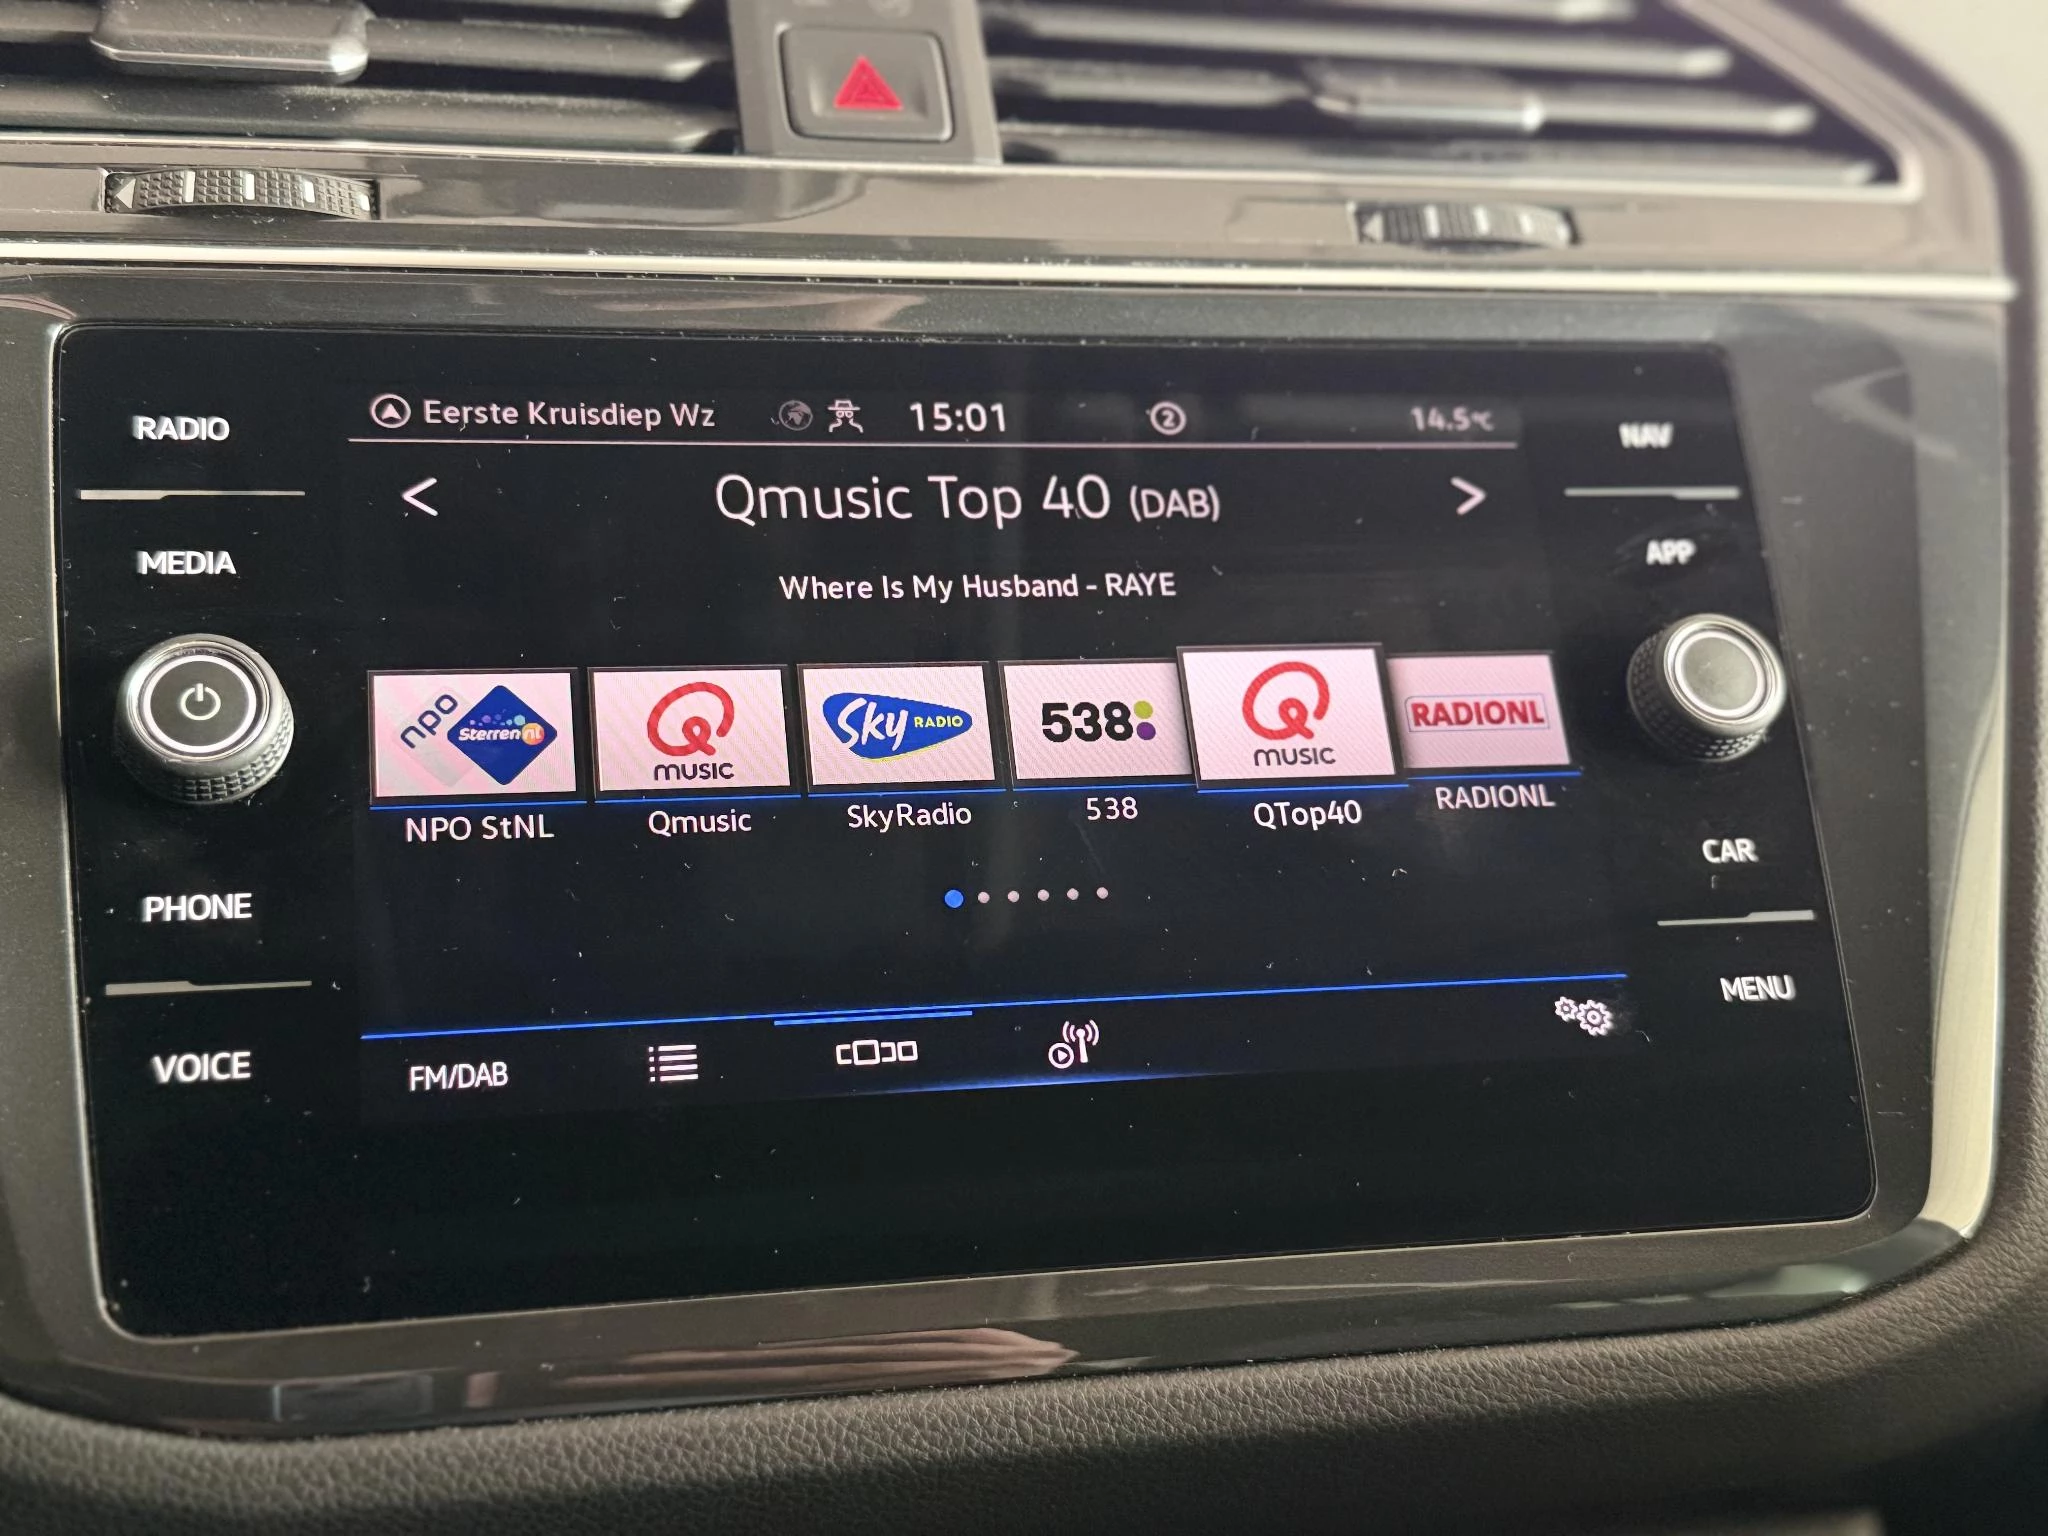 RADIO
MEDIA
PHONE
VOICE
Eerste Kruisdiep Wz 15:01 2 14.5°C
< Qmusic Top 40 (DAB) >
Where Is My Husband - RAYE
npo Sterren nl
Q MUSIC
Sky RADIO
538
Q MUSIC
RADIONL
NPO StNL
Qmusic
SkyRadio
538
QTop40
RADIONL
FM/DAB
NAV
APP
CAR
MENU